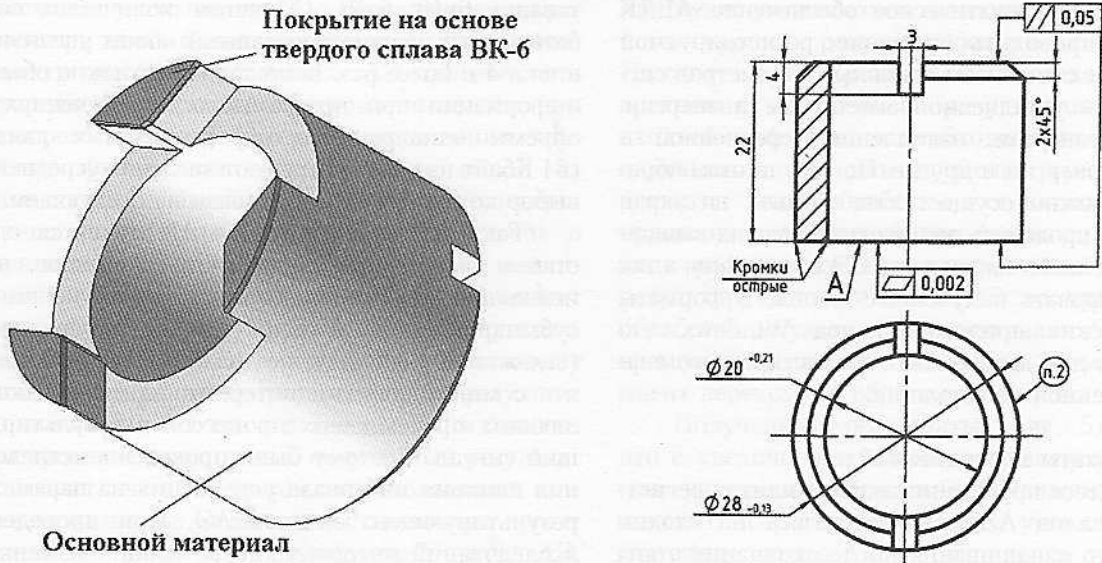 Покрытие на основе
твердого сплава ВК-6
Основной материал
0,05
3
4
22
2x45°
Кромки
острые
А
0,002
Ø20 +0,21
п.2
Ø28 -0,13